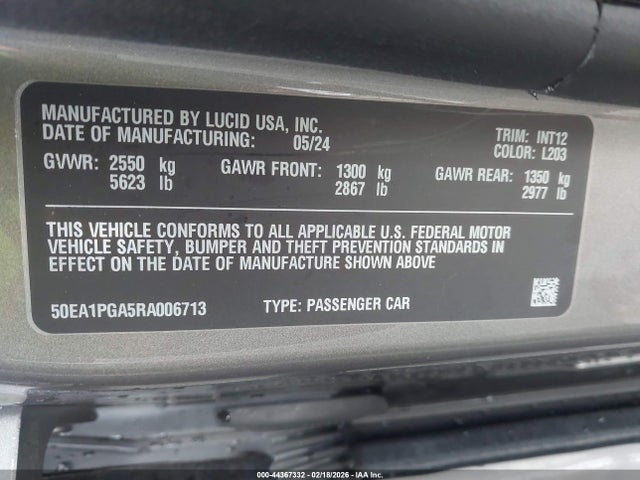 MANUFACTURED BY LUCID USA, INC.
DATE OF MANUFACTURING: 05/24
TRIM: INT12
COLOR: L203
GVWR: 2550 kg GAWR FRONT: 1300 kg GAWR REAR: 1350 kg
5623 lb 2867 lb 2977 lb
THIS VEHICLE CONFORMS TO ALL APPLICABLE U.S. FEDERAL MOTOR
VEHICLE SAFETY, BUMPER AND THEFT PREVENTION STANDARDS IN
EFFECT ON THE DATE OF MANUFACTURE SHOWN ABOVE
50EA1PGA5RA006713 TYPE: PASSENGER CAR
000-44367332 - 02/18/2026 - IAA Inc.